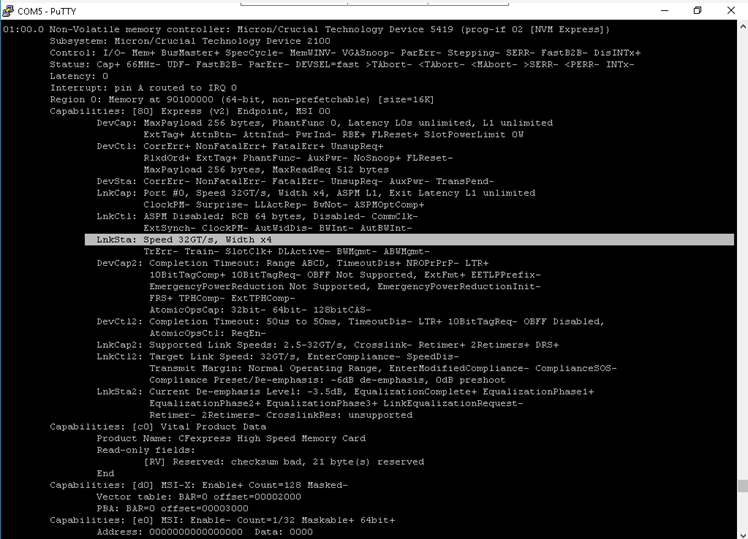 COM5 - PuTTY
01:00.0 Non-Volatile memory controller: Micron/Crucial Technology Device 5419 (prog-if 02 [NVM Express])
Subsystem: Micron/Crucial Technology Device 2100
Control: I/O- Mem+ BusMaster+ SpecCycle- MemWINV- VGASnoop- ParErr- Stepping- SERR- FastB2B- DisINTx+
Status: Cap+ 66MHz- UDF- FastB2B- ParErr- DEVSEL=fast >TAbort- <TAbort- <MAbort- >SERR- <PERR- INTx-
Latency: 0
Interrupt: pin A routed to IRQ 0
Region 0: Memory at 90100000 (64-bit, non-prefetchable) [size=16K]
Capabilities: [80] Express (v2) Endpoint, MSI 00
DevCap: MaxPayload 256 bytes, PhantFunc 0, Latency L0s unlimited, L1 unlimited
ExtTag+ AttnBtn- AttnInd- PwrInd- RBE+ FLReset+ SlotPowerLimit 0W
DevCtl: CorrErr+ NonFatalErr+ FatalErr+ UnsupReq+
RlxdOrd+ ExtTag+ PhantFunc- AuxPwr- NoSnoop+ FLReset-
MaxPayload 256 bytes, MaxReadReq 512 bytes
DevSta: CorrErr- NonFatalErr- FatalErr- UnsupReq- AuxPwr- TransPend-
LnkCap: Port #0, Speed 32GT/s, Width x4, ASPM L1, Exit Latency L1 unlimited
ClockPM- Surprise- LLActRep- BwNot- ASPMOptComp+
LnkCtl: ASPM Disabled; RCB 64 bytes, Disabled- CommClk-
ExtSynch- ClockPM- AutWidDis- BWInt- AutBWInt-
LnkSta: Speed 32GT/s, Width x4
TrErr- Train- SlotClk+ DLActive- BWMgmt- ABWMgmt-
DevCap2: Completion Timeout: Range ABCD, TimeoutDis+ NROPrPrP- LTR+
10BitTagComp+ 10BitTagReq- OBFF Not Supported, ExtFmt+ EETLPPrefix-
EmergencyPowerReduction Not Supported, EmergencyPowerReductionInit-
FRS+ TPHComp- ExtTPHComp-
AtomicOpsCap: 32bit- 64bit- 128bitCAS-
DevCtl2: Completion Timeout: 50us to 50ms, TimeoutDis- LTR+ 10BitTagReq- OBFF Disabled,
AtomicOpsCtl: ReqEn-
LnkCap2: Supported Link Speeds: 2.5-32GT/s, Crosslink- Retimer+ 2Retimers+ DRS+
LnkCtl2: Target Link Speed: 32GT/s, EnterCompliance- SpeedDis-
Transmit Margin: Normal Operating Range, EnterModifiedCompliance- ComplianceSOS-
Compliance Preset/De-emphasis: -6dB de-emphasis, 0dB preshoot
LnkSta2: Current De-emphasis Level: -3.5dB, EqualizationComplete+ EqualizationPhase1+
EqualizationPhase2+ EqualizationPhase3+ LinkEqualizationRequest-
Retimer- 2Retimers- CrosslinkRes: unsupported
Capabilities: [c0] Vital Product Data
Product Name: CFexpress High Speed Memory Card
Read-only fields:
[RV] Reserved: checksum bad, 21 byte(s) reserved
End
Capabilities: [d0] MSI-X: Enable+ Count=128 Masked-
Vector table: BAR=0 offset=00002000
PBA: BAR=0 offset=00003000
Capabilities: [e0] MSI: Enable- Count=1/32 Maskable+ 64bit+
Address: 0000000000000000 Data: 0000